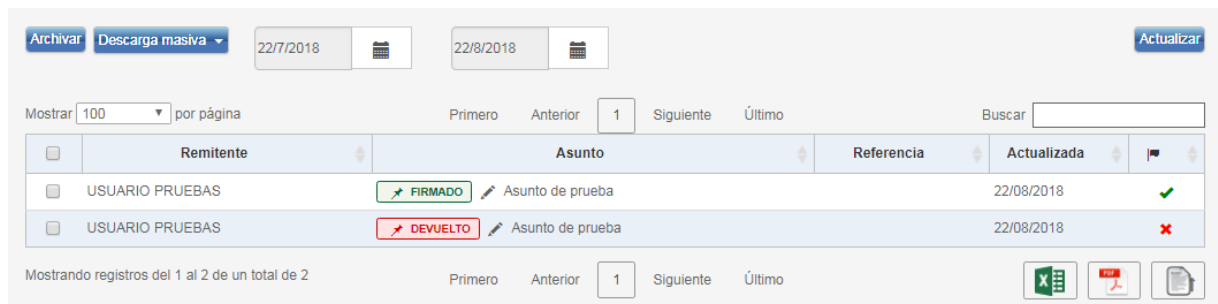 Archivar Descarga masiva 22/7/2018 22/8/2018 Actualizar
Mostrar 100 por página Primero Anterior 1 Siguiente Último Buscar
Remitente Asunto Referencia Actualizada
USUARIO PRUEBAS FIRMADO Asunto de prueba 22/08/2018
USUARIO PRUEBAS DEVUELTO Asunto de prueba 22/08/2018
Mostrando registros del 1 al 2 de un total de 2 Primero Anterior 1 Siguiente Último X PDF